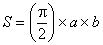 S = (π/2) × a × b